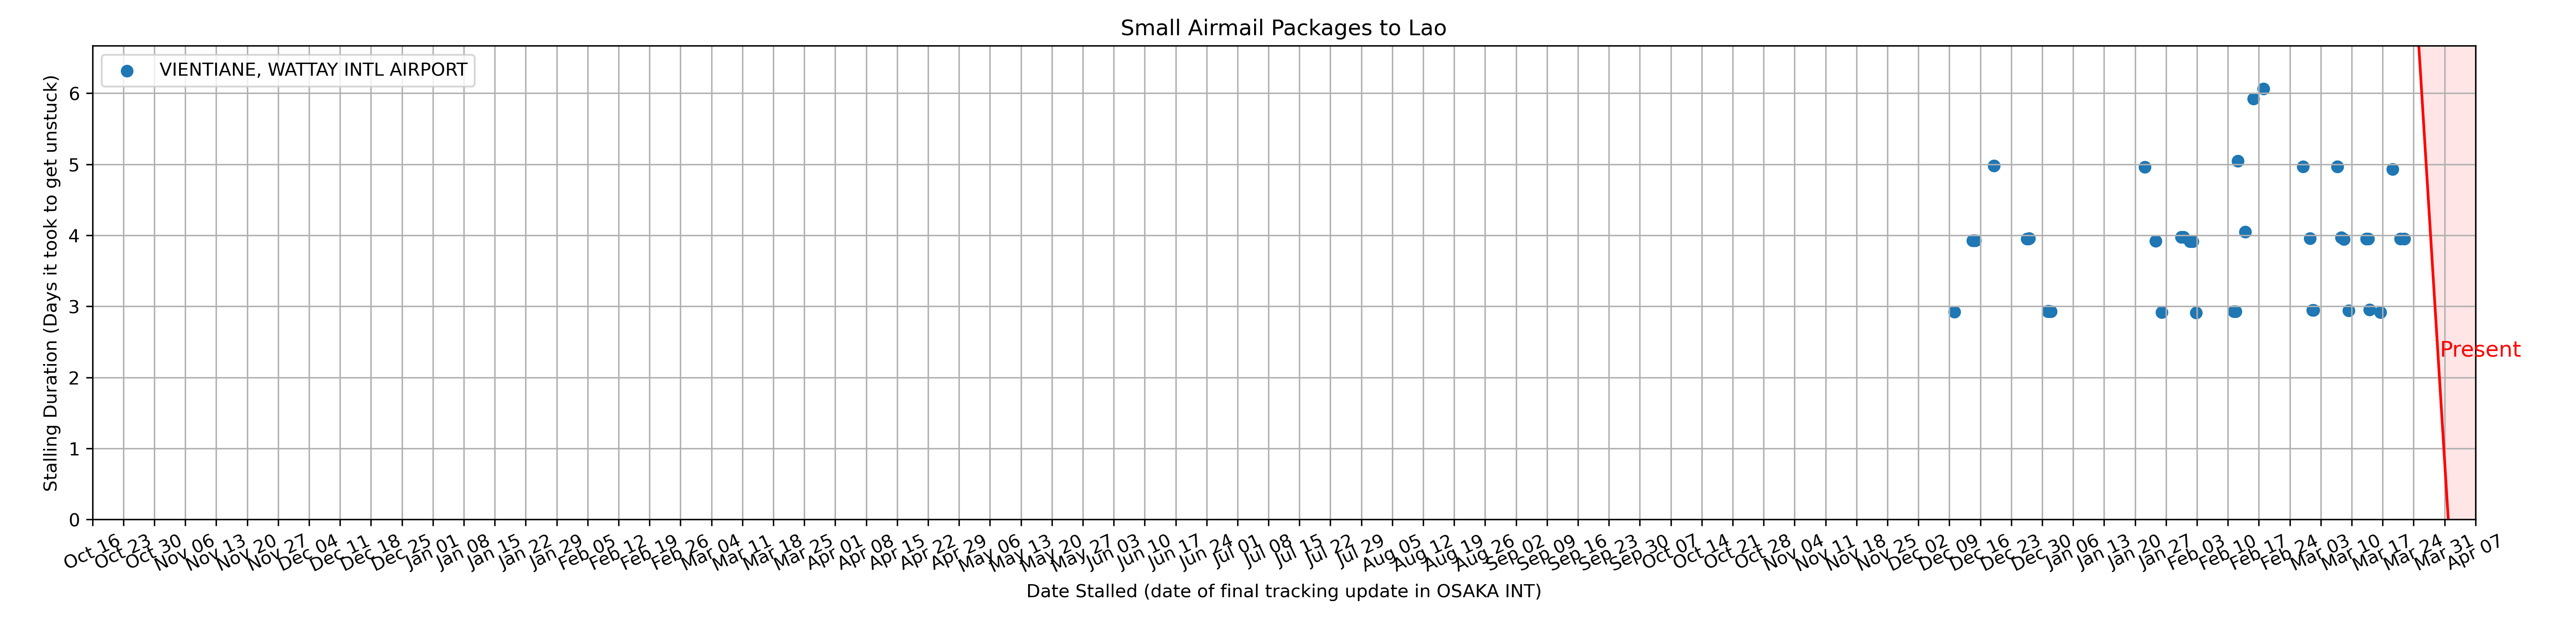 Small Airmail Packages to Lao
VIENTIANE, WATTAY INTL AIRPORT
Stalling Duration (Days it took to get unstuck)
6
5
4
3
2
1
0
Present
Oct 16 Oct 23 Oct 30 Nov 06 Nov 13 Nov 20 Nov 27 Dec 04 Dec 11 Dec 18 Dec 25 Jan 01 Jan 08 Jan 15 Jan 22 Jan 29 Feb 05 Feb 12 Feb 19 Feb 26 Mar 04 Mar 11 Mar 18 Mar 25 Apr 01 Apr 08 Apr 15 Apr 22 Apr 29 May 06 May 13 May 20 May 27 Jun 03 Jun 10 Jun 17 Jun 24 Jul 01 Jul 08 Jul 15 Jul 22 Jul 29 Aug 05 Aug 12 Aug 19 Aug 26 Sep 02 Sep 09 Sep 16 Sep 23 Sep 30 Oct 07 Oct 14 Oct 21 Oct 28 Nov 04 Nov 11 Nov 18 Nov 25 Dec 02 Dec 09 Dec 16 Dec 23 Dec 30 Jan 06 Jan 13 Jan 20 Jan 27 Feb 03 Feb 10 Feb 17 Feb 24 Mar 03 Mar 10 Mar 17 Mar 24 Mar 31 Apr 07
Date Stalled (date of final tracking update in OSAKA INT)